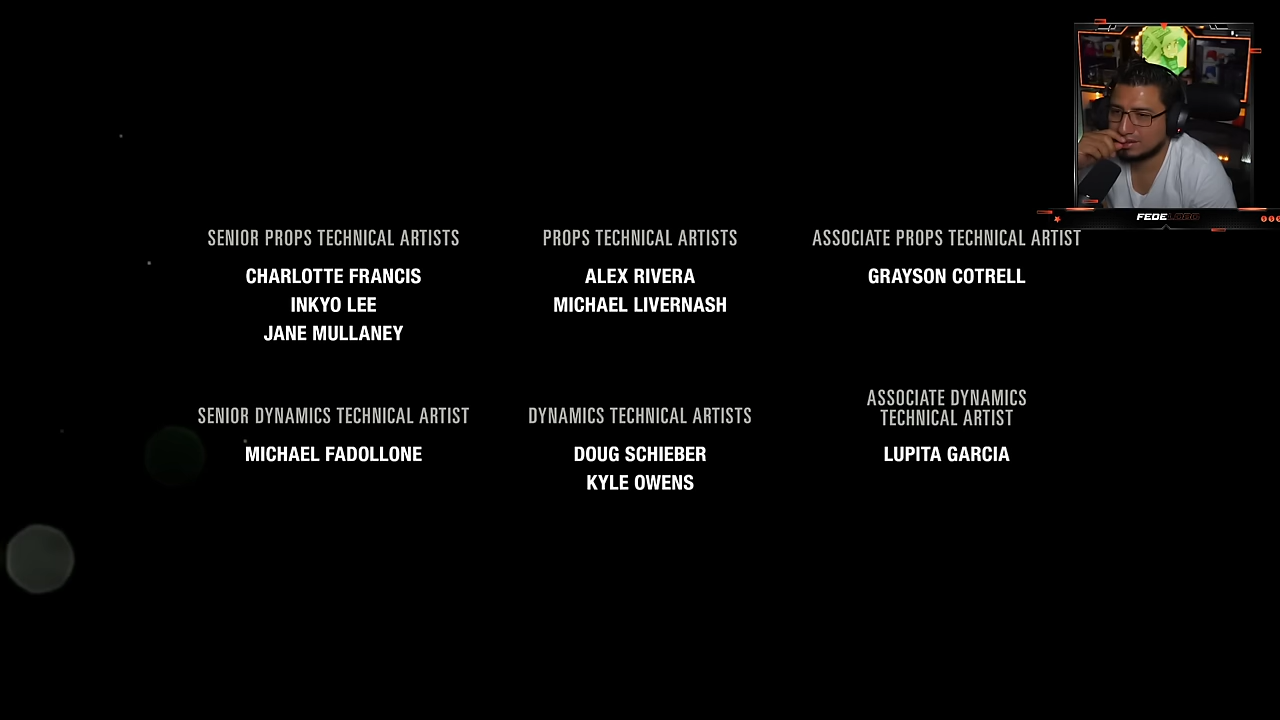 SENIOR PROPS TECHNICAL ARTISTS
CHARLOTTE FRANCIS
INKYO LEE
JANE MULLANEY
PROPS TECHNICAL ARTISTS
ALEX RIVERA
MICHAEL LIVERNASH
ASSOCIATE PROPS TECHNICAL ARTIST
GRAYSON COTRELL
SENIOR DYNAMICS TECHNICAL ARTIST
MICHAEL FADOLLONE
DYNAMICS TECHNICAL ARTISTS
DOUG SCHIEBER
KYLE OWENS
ASSOCIATE DYNAMICS
TECHNICAL ARTIST
LUPITA GARCIA
FEDELOBO